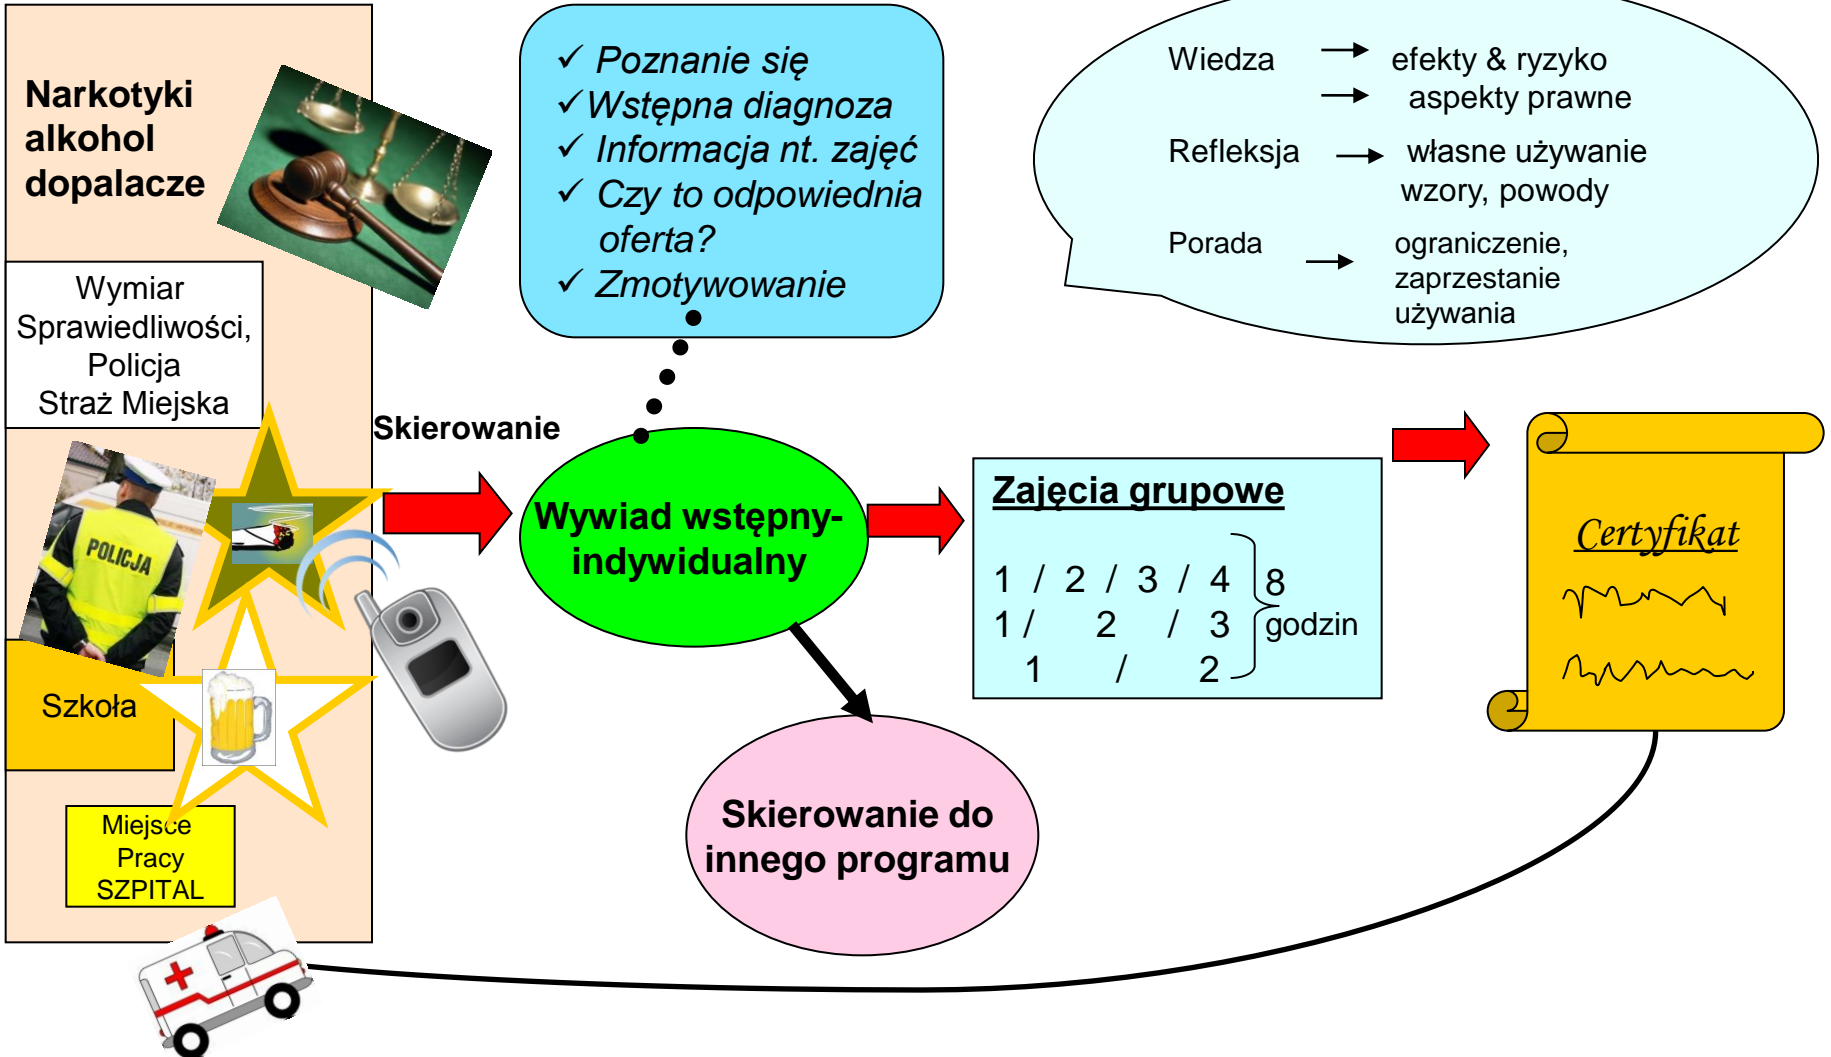 Narkotyki
alkohol
dopalacze
Wymiar
Sprawiedliwości,
Policja
Straż Miejska
POLICJA
Szkoła
Miejsce
Pracy
SZPITAL
Skierowanie
✓ Poznanie się
✓ Wstępna diagnoza
✓ Informacja nt. zajęć
✓ Czy to odpowiednia
oferta?
✓ Zmotywowanie
Wywiad wstępny-
indywidualny
Skierowanie do
innego programu
Wiedza → efekty & ryzyko
→ aspekty prawne
Refleksja → własne używanie
wzory, powody
Porada → ograniczenie,
zaprzestanie
używania
Zajęcia grupowe
1 / 2 / 3 / 4
1 / 2 / 3
1 / 2
8
godzin
Certyfikat